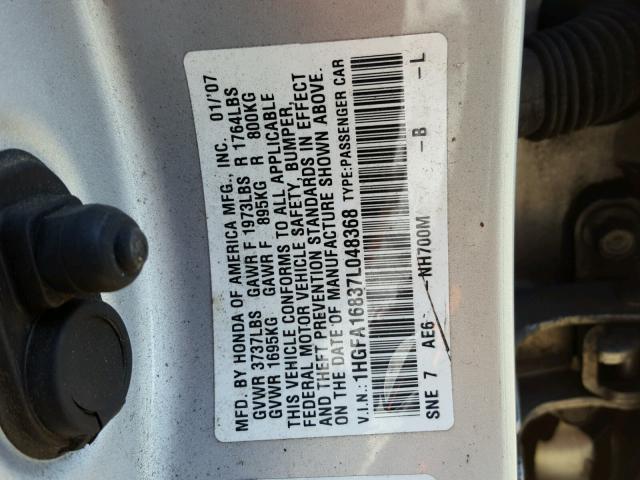 MFD. BY HONDA OF AMERICA MFG., INC. 01/'07
GVWR 3737LBS GAWR F 1973LBS R 1764LBS
GVWR 1695KG GAWR F 895KG R 800KG
THIS VEHICLE CONFORMS TO ALL APPLICABLE
FEDERAL MOTOR VEHICLE SAFETY, BUMPER,
AND THEFT PREVENTION STANDARDS IN EFFECT
ON THE DATE OF MANUFACTURE SHOWN ABOVE.
V.I.N.:1HGFA16837L048368 TYPE:PASSENGER CAR
SNE 7 AE6 NH700M -B -L